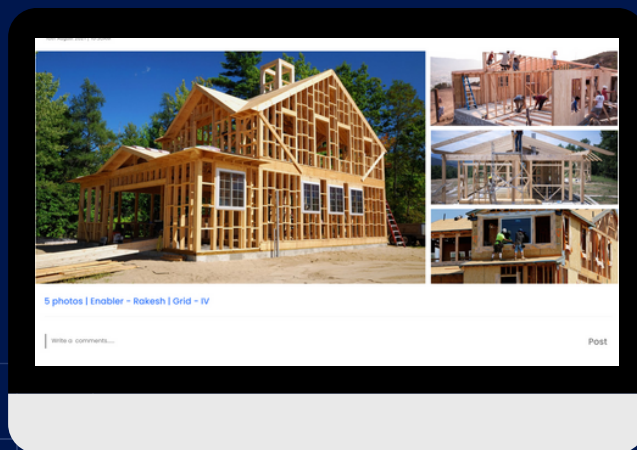 5 photos | Enabler - Rakesh | Grid - IV
Write a comments.....
Post